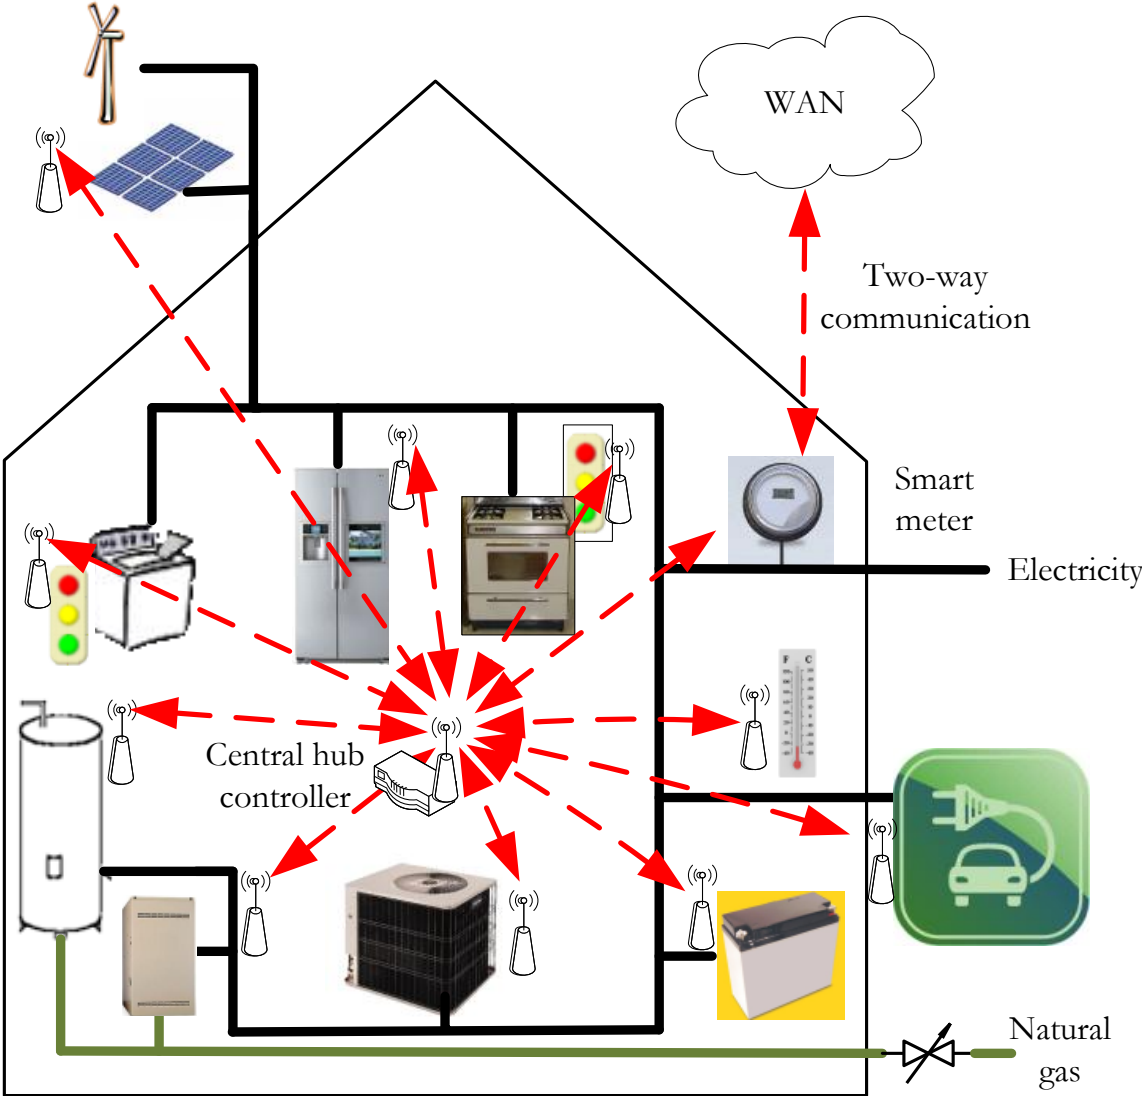 WAN
Two-way
communication
Smart
meter
Electricity
F C
Central hub
controller
Natural
gas